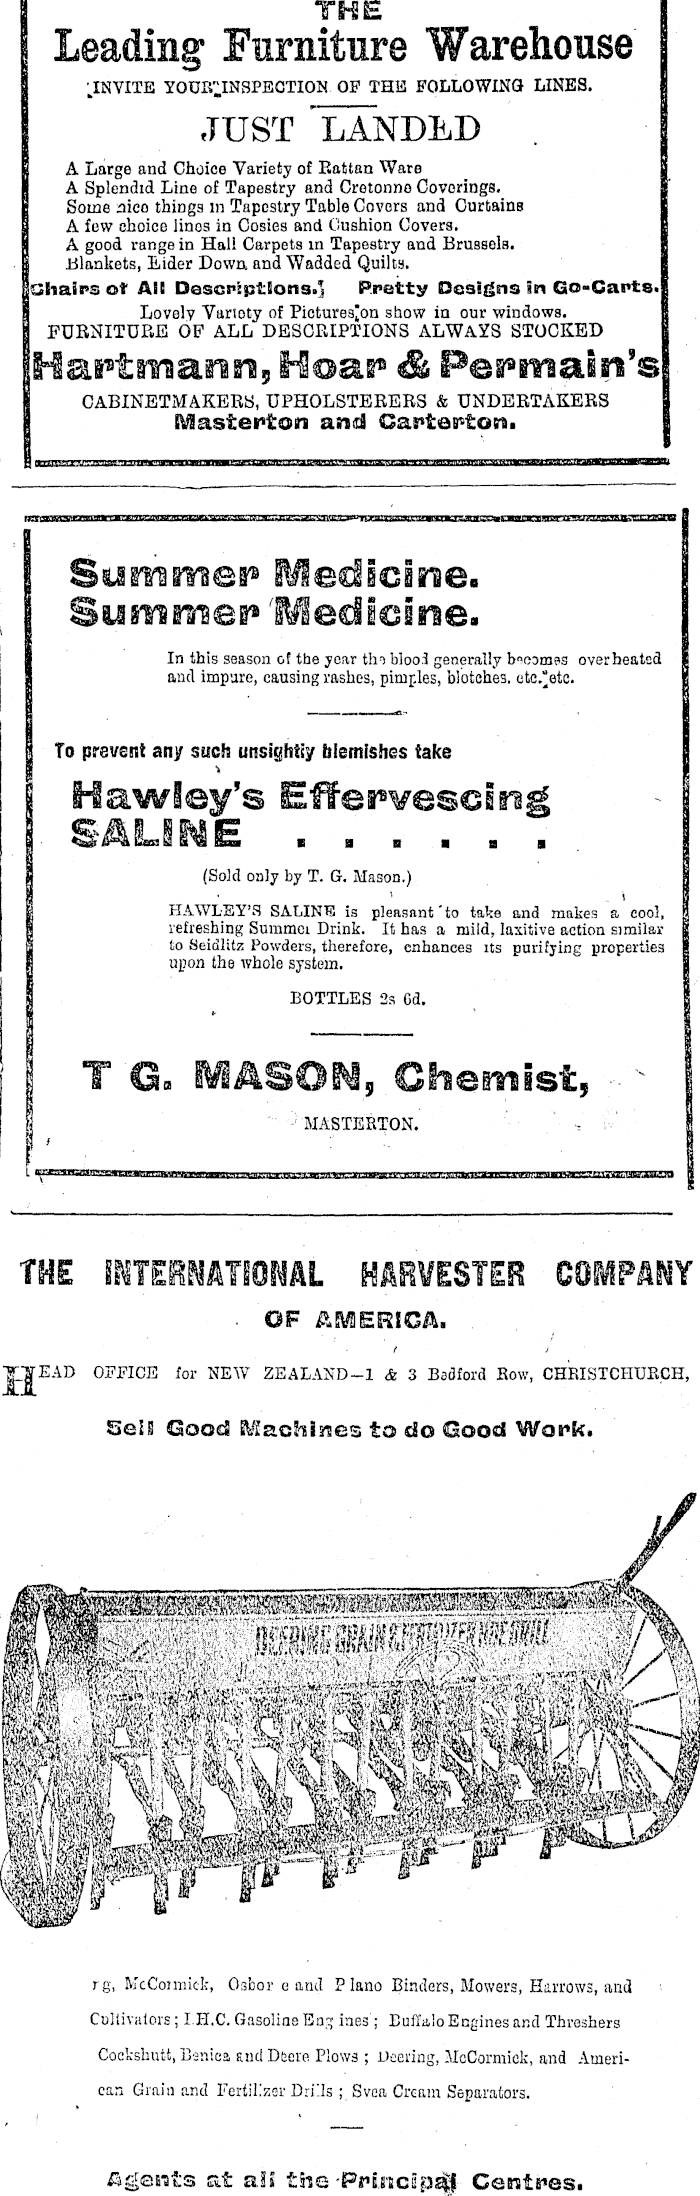 THE
Leading Furniture Warehouse
INVITE YOUR INSPECTION OF THE FOLLOWING LINES.
JUST LANDED
A Large and Choice Variety of Rattan Ware
A Splendid Line of Tapestry and Cretonne Coverings.
Some nice things in Tapestry Table Covers and Curtains
A few choice lines in Cosies and Cushion Covers.
A good range in Hall Carpets in Tapestry and Brussels.
Blankets, Eider Down and Wadded Quilts.
Chairs of All Descriptions. Pretty Designs in Go-Carts.
Lovely Variety of Pictures on show in our windows.
FURNITURE OF ALL DESCRIPTIONS ALWAYS STOCKED
Hartmann, Hoar & Permain's
CABINETMAKERS, UPHOLSTERERS & UNDERTAKERS
Masterton and Carterton.
Summer Medicine.
Summer Medicine.
In this season of the year the blood generally becomes overheated
and impure, causing rashes, pimples, blotches, etc. etc.
To prevent any such unsightly blemishes take
Hawley's Effervescing
SALINE . . . . . .
(Sold only by T. G. Mason.)
HAWLEY'S SALINE is pleasant to take and makes a cool,
refreshing Summer Drink. It has a mild, laxitive action similar
to Seidlitz Powders, therefore, enhances its purifying properties
upon the whole system.
BOTTLES 2s 6d.
T G. MASON, Chemist,
MASTERTON.
THE INTERNATIONAL HARVESTER COMPANY
OF AMERICA.
HEAD OFFICE for NEW ZEALAND—1 & 3 Bedford Row, CHRISTCHURCH,
Sell Good Machines to do Good Work.
DEERING GRAIN & FERTILIZER HOE DRILL
rg, McCormick, Osbor e and Plano Binders, Mowers, Harrows, and
Cultivators; I.H.C. Gasoline Engines; Buffalo Engines and Threshers
Cockshutt, Benica and Deere Plows; Deering, McCormick, and Ameri-
can Grain and Fertilizer Drills; Svea Cream Separators.
Agents at all the Principal Centres.